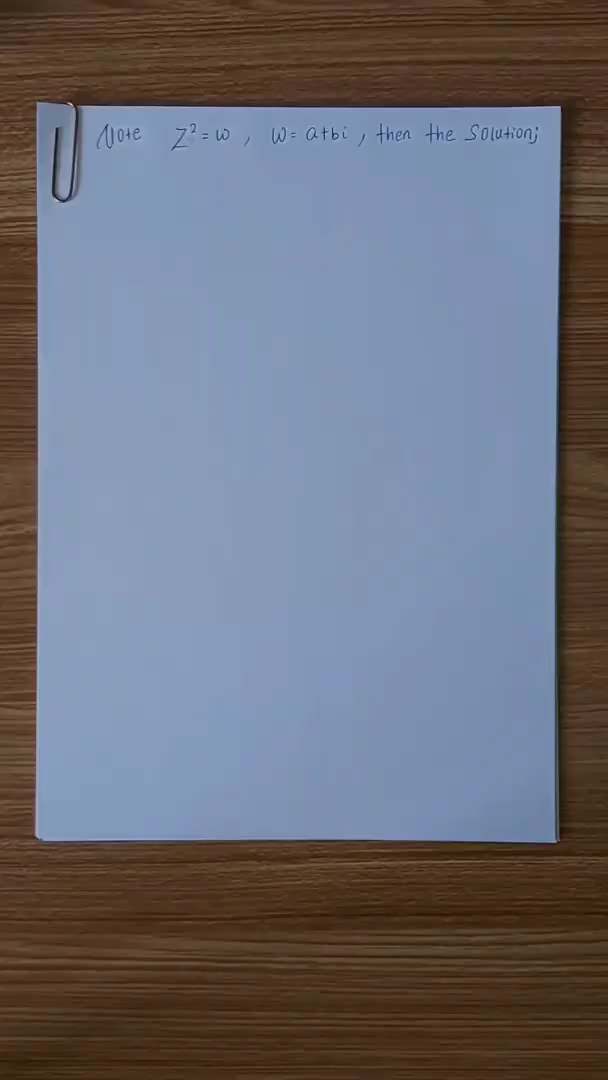 Note z² = w , w = a+bi , then the solution;